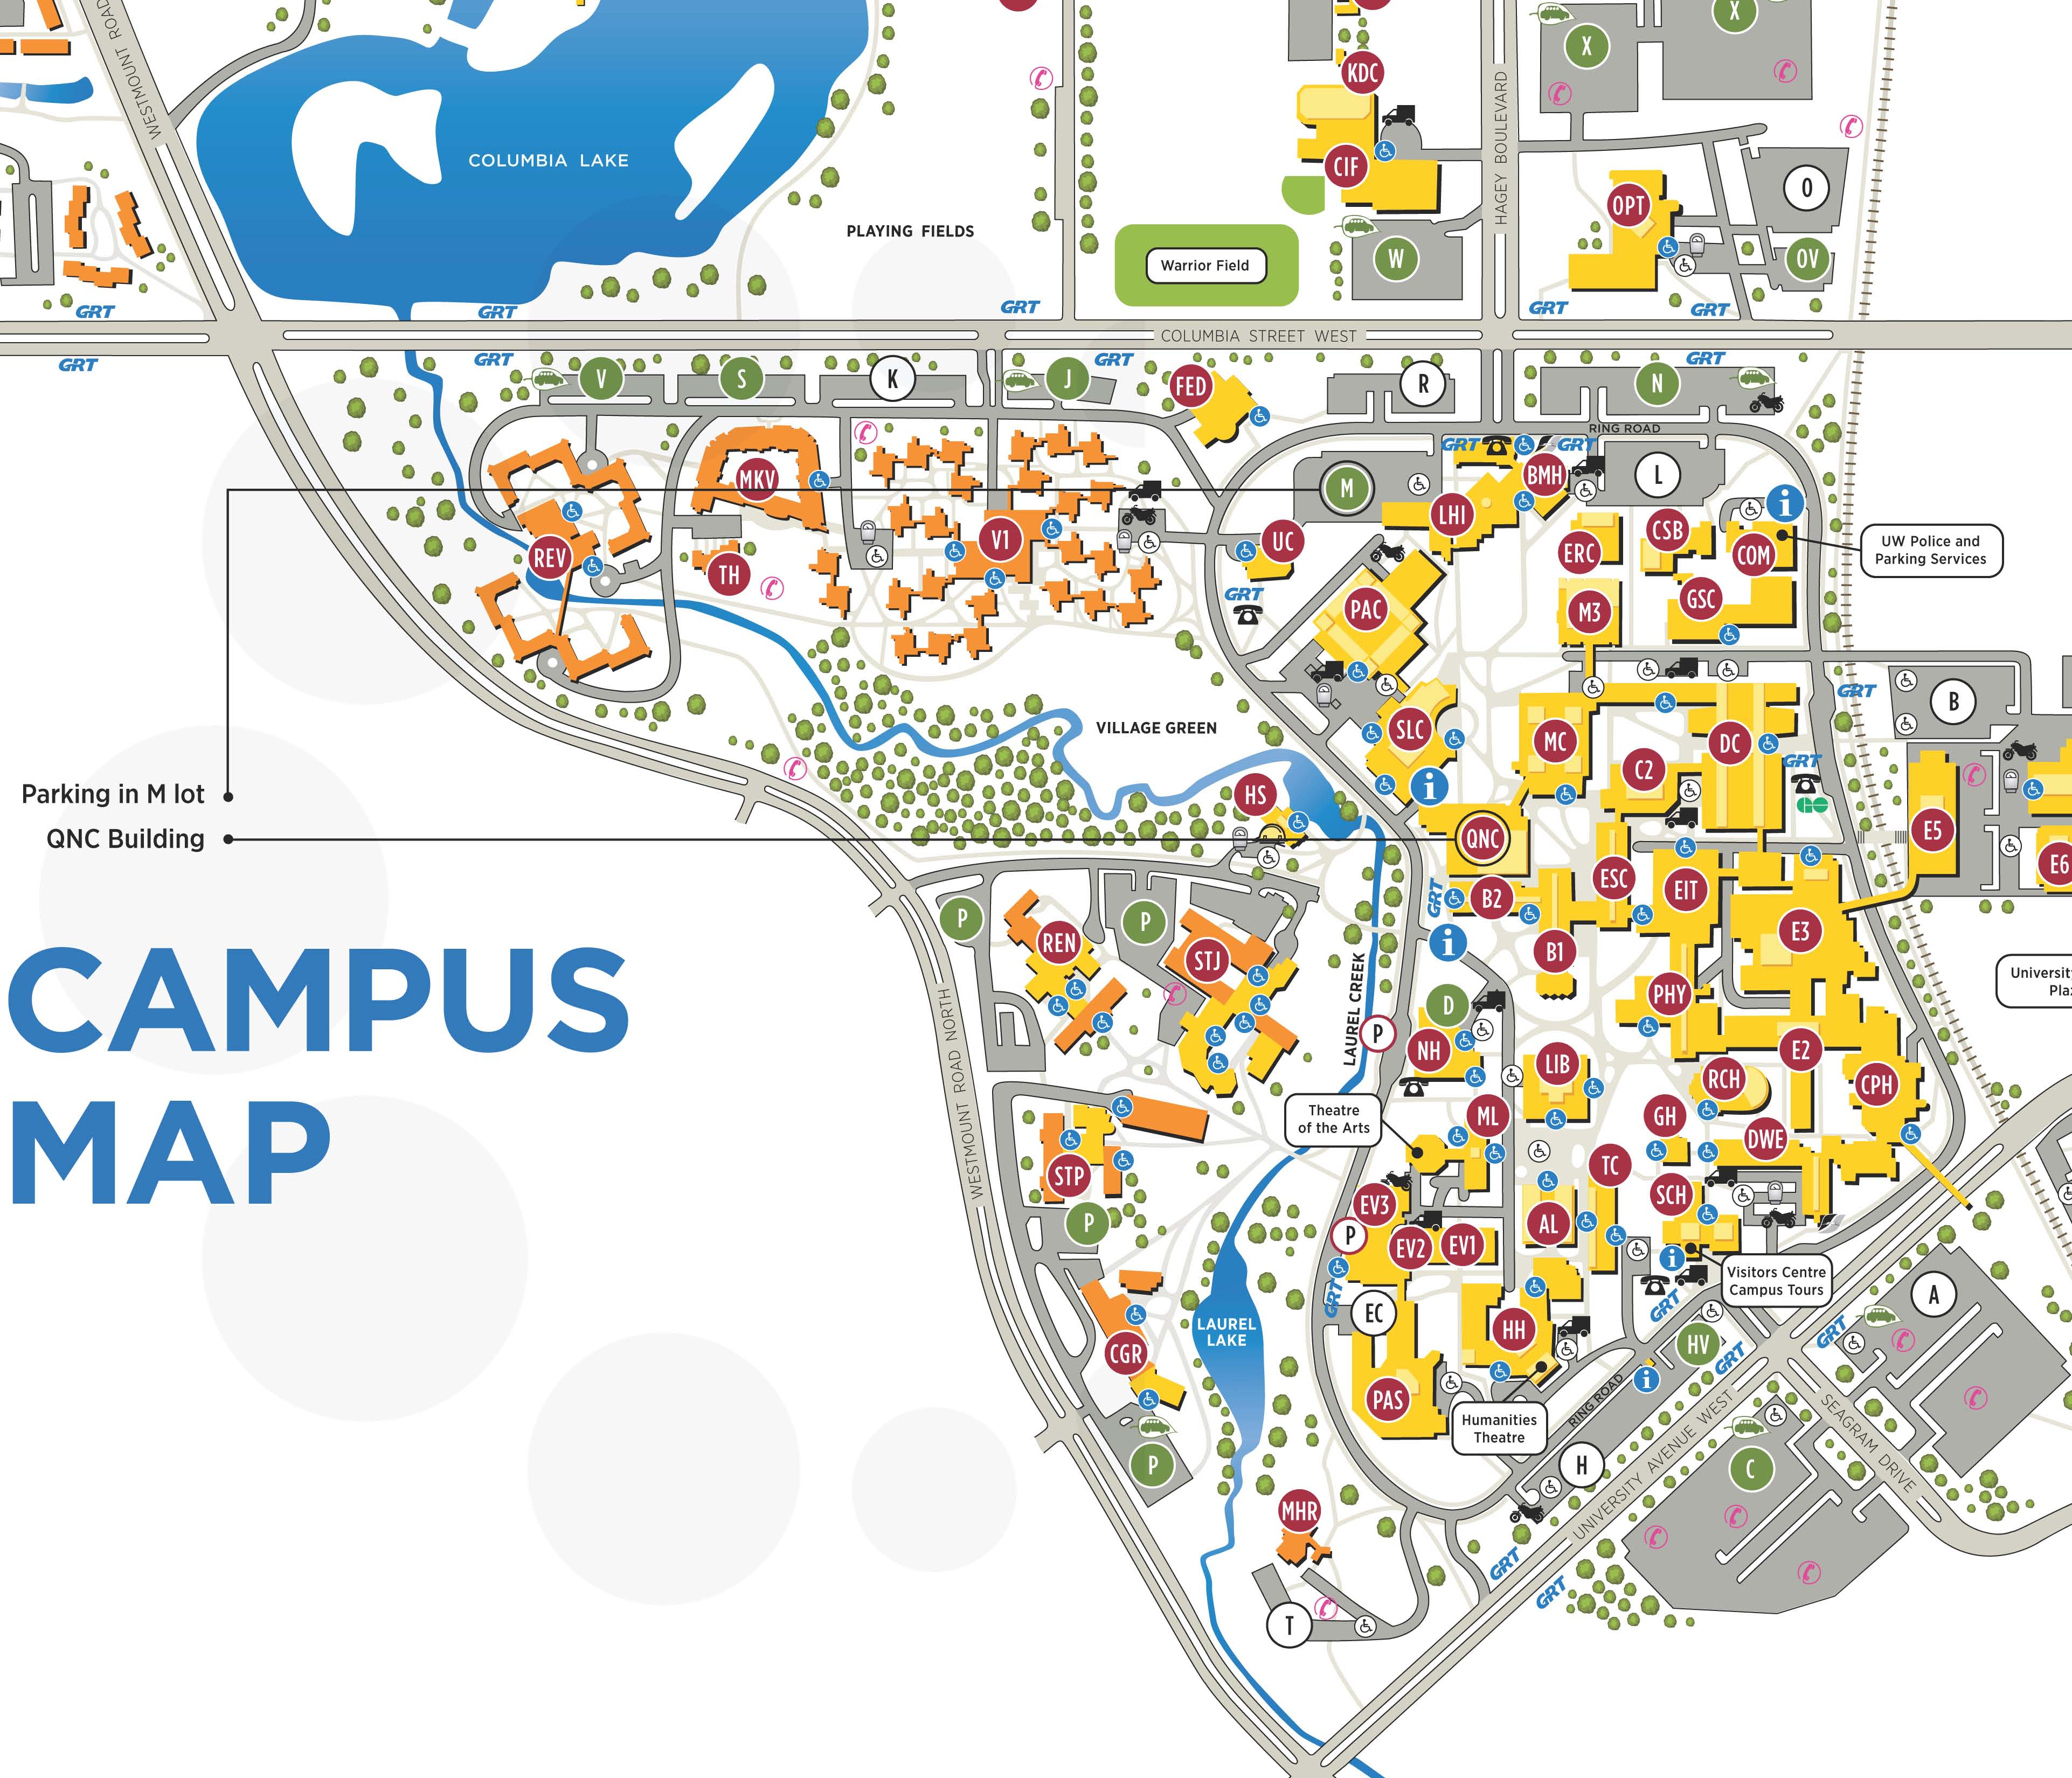 X
X
KDC
WESTMOUNT ROAD
HAGEY BOULEVARD
COLUMBIA LAKE
CIF
O
OPT
PLAYING FIELDS
Warrior Field
W
OV
GRT
GRT
GRT
GRT
GRT
COLUMBIA STREET WEST
GRT
GRT
GRT
GRT
V
S
K
J
FED
R
N
RING ROAD
GRT
GRT
MKV
M
BMH
L
LHI
V1
UC
REV
TH
ERC
CSB
COM
UW Police and
Parking Services
GSC
GRT
PAC
M3
GRT
B
VILLAGE GREEN
SLC
MC
DC
GRT
C2
Parking in M lot
HS
QNC Building
QNC
E5
E6
ESC
EIT
GRT
B2
P
P
REN
STJ
B1
E3
CAMPUS
MAP
WESTMOUNT ROAD NORTH
LAUREL CREEK
P
D
NH
PHY
LIB
E2
RCH
CPH
University
Theatre
of the Arts
ML
GH
DWE
STP
TC
SCH
P
EV3
P
EV2
EV1
AL
Visitors Centre
Campus Tours
GRT
GRT
EC
A
LAUREL
LAKE
HH
HV
GRT
GRT
CGR
PAS
RING ROAD
Humanities
Theatre
SEAGRAM DRIVE
UNIVERSITY AVENUE WEST
P
H
C
MHR
GRT
GRT
T